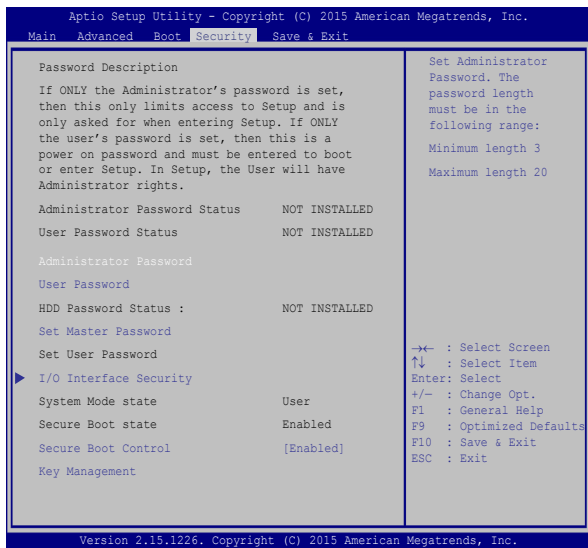 Aptio Setup Utility - Copyright (C) 2015 American Megatrends, Inc.
Main Advanced Boot Security Save & Exit
Password Description
If ONLY the Administrator's password is set,
then this only limits access to Setup and is
only asked for when entering Setup. If ONLY
the user's password is set, then this is a
power on password and must be entered to boot
or enter Setup. In Setup, the User will have
Administrator rights.
Administrator Password Status NOT INSTALLED
User Password Status NOT INSTALLED
Administrator Password
User Password
HDD Password Status : NOT INSTALLED
Set Master Password
Set User Password
I/O Interface Security
System Mode state User
Secure Boot state Enabled
Secure Boot Control [Enabled]
Key Management
Set Administrator
Password. The
password length
must be in the
following range:
Minimum length 3
Maximum length 20
→← : Select Screen
↑↓ : Select Item
Enter: Select
+/— : Change Opt.
F1 : General Help
F9 : Optimized Defaults
F10 : Save & Exit
ESC : Exit
Version 2.15.1226. Copyright (C) 2015 American Megatrends, Inc.